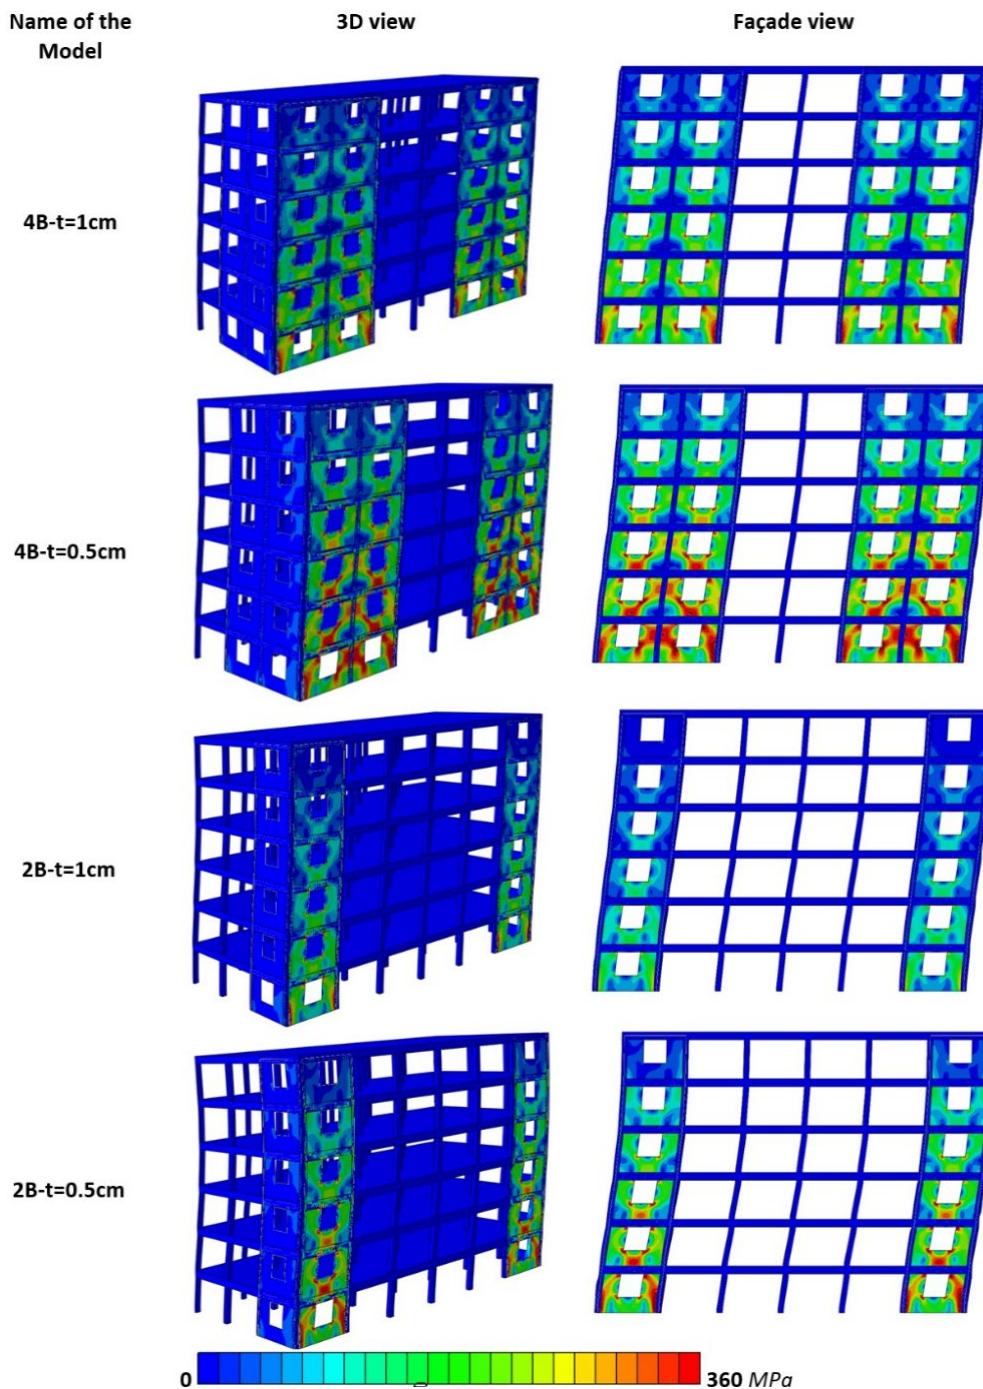 Name of the
Model
3D view
Façade view
4B-t=1cm
4B-t=0.5cm
2B-t=1cm
2B-t=0.5cm
0
360 MPa